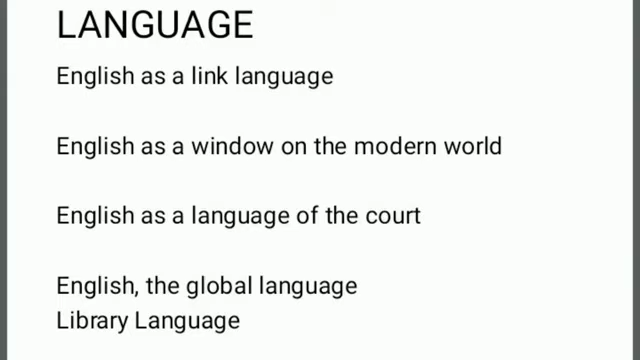 LANGUAGE
English as a link language
English as a window on the modern world
English as a language of the court
English, the global language
Library Language